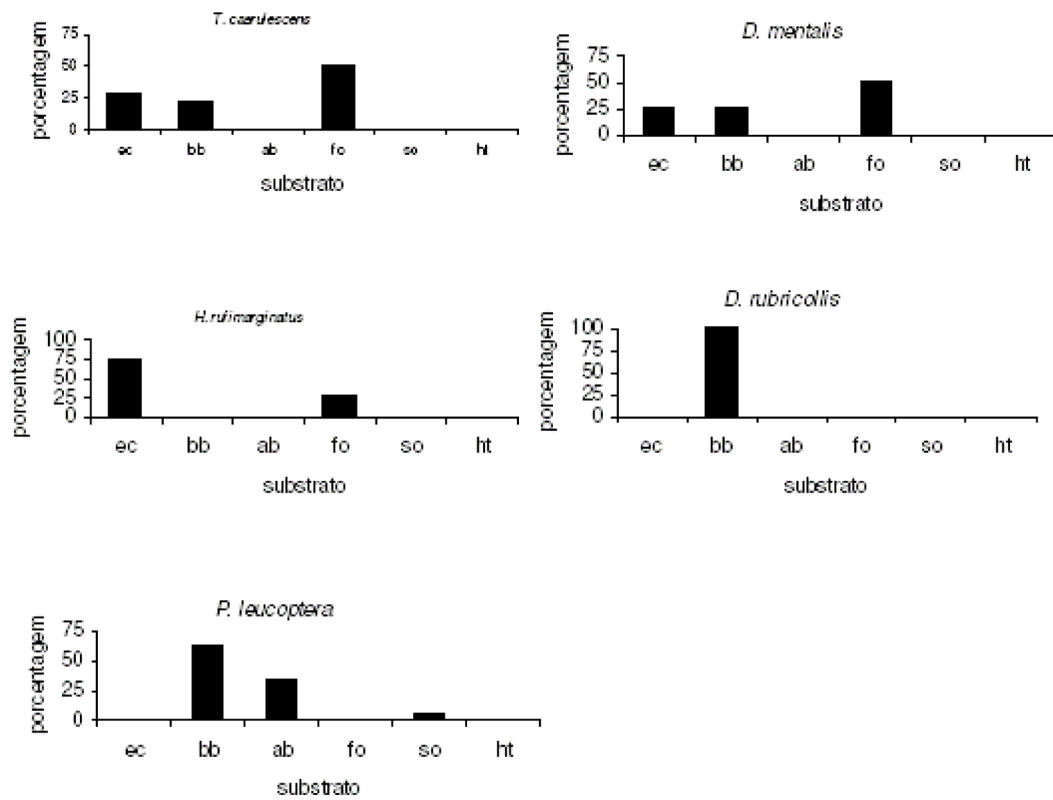 T. caerulescens
porcentagem
75
50
25
0
ec bb ab fo so ht
substrato
D. mentalis
porcentagem
75
50
25
0
ec bb ab fo so ht
substrato
H. rufimarginatus
porcentagem
100
75
50
25
0
ec bb ab fo so ht
substrato
D. rubricollis
porcentagem
100
75
50
25
0
ec bb ab fo so ht
substrato
P. leucoptera
porcentagem
75
50
25
0
ec bb ab fo so ht
substrato